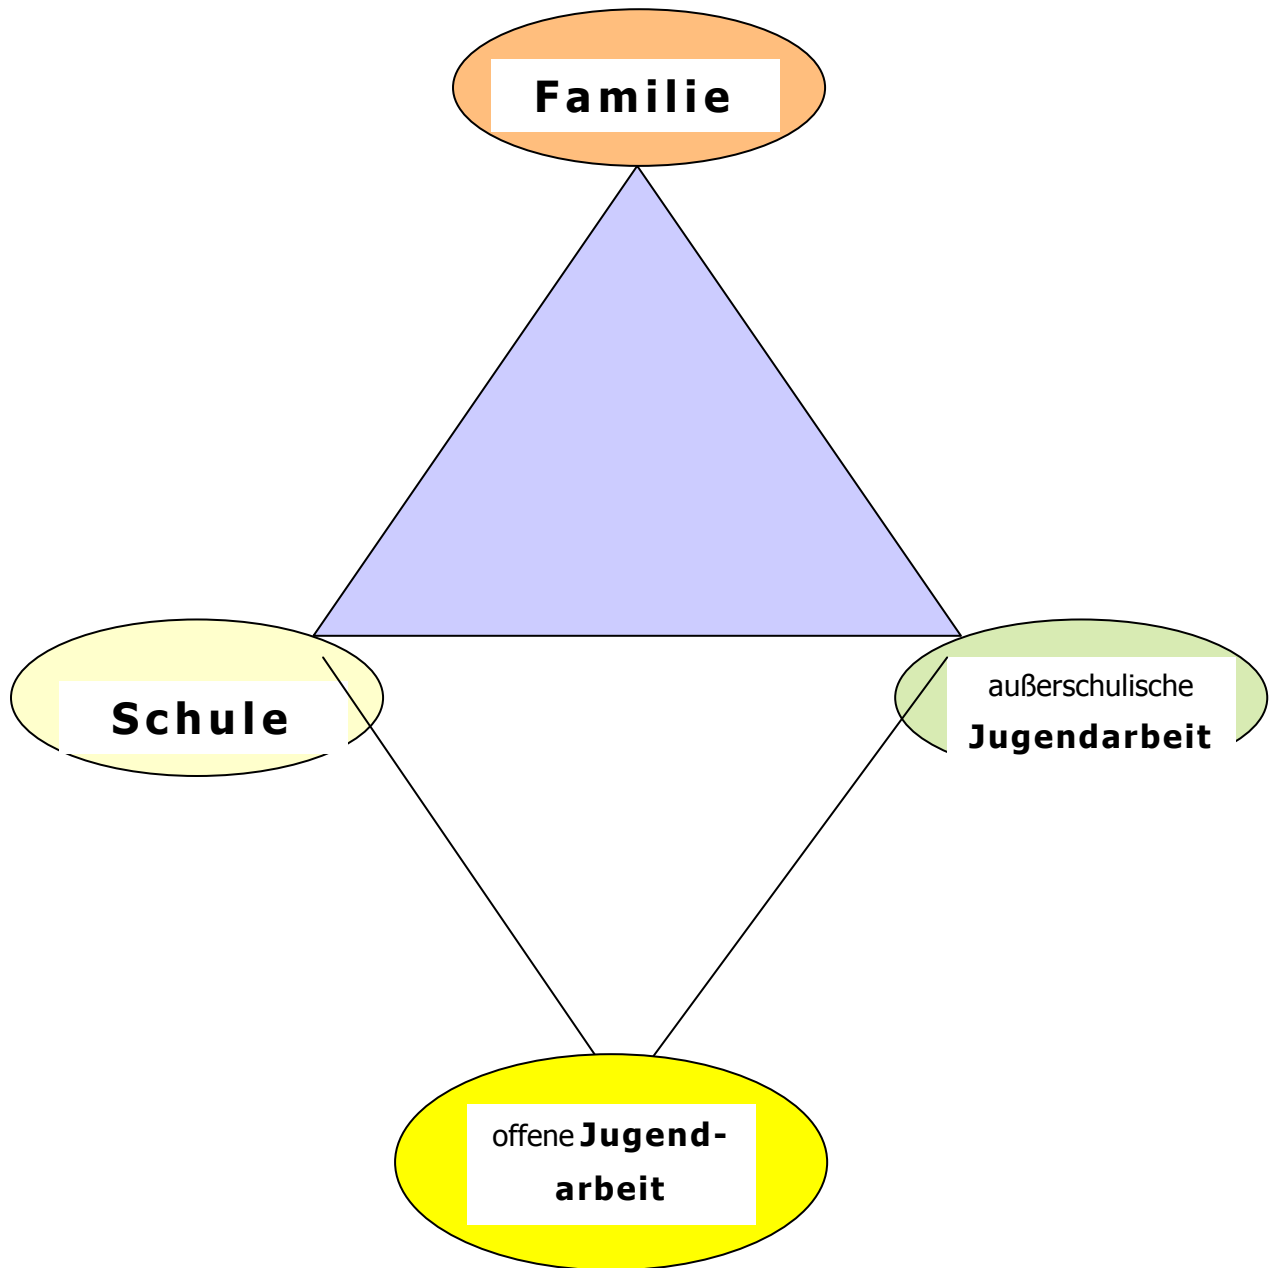 Familie
Schule
außerschulische
Jugendarbeit
offene Jugend-
arbeit